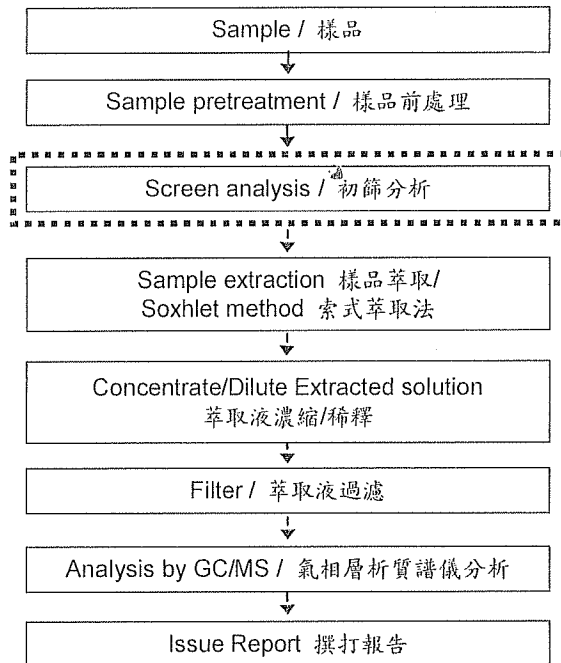 Sample / 樣品
Sample pretreatment / 樣品前處理
Screen analysis / 初篩分析
Sample extraction 樣品萃取/
Soxhlet method 索式萃取法
Concentrate/Dilute Extracted solution
萃取液濃縮/稀釋
Filter / 萃取液過濾
Analysis by GC/MS / 氣相層析質譜儀分析
Issue Report 撰打報告